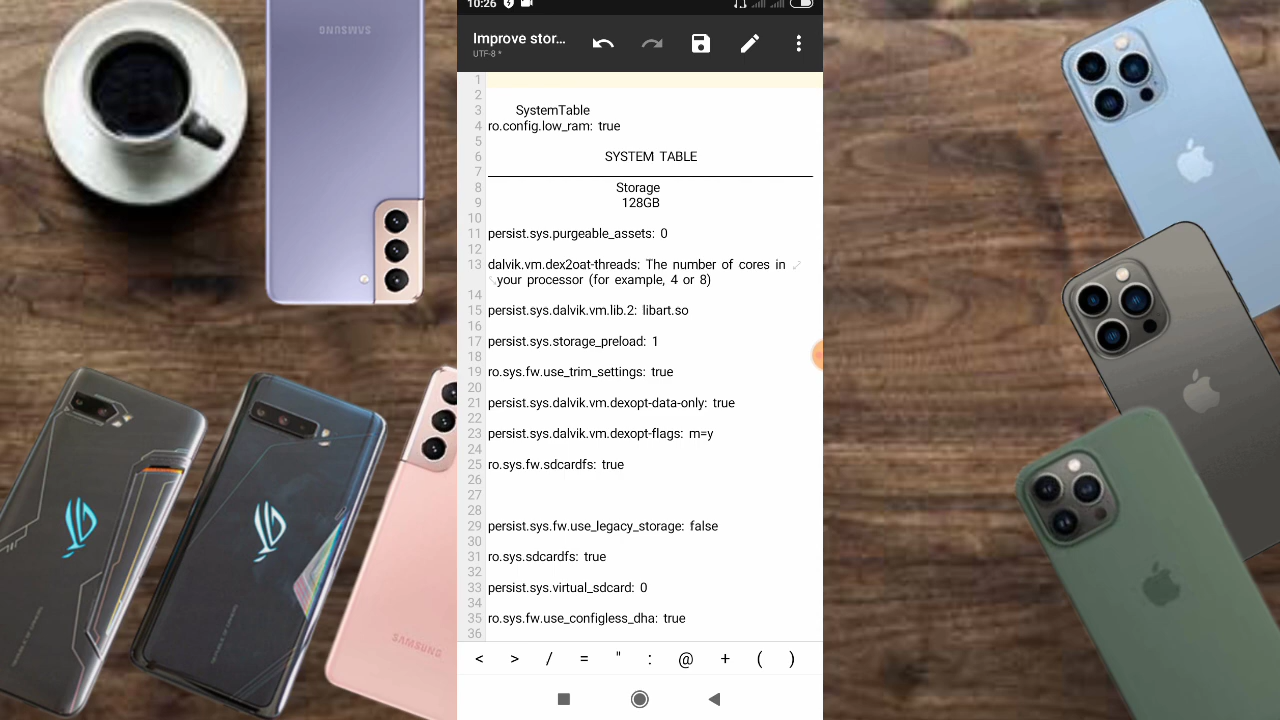 SAMSUNG
10:26
Improve stor...
UTF-8 *
1
2
3 SystemTable
4 ro.config.low_ram: true
5
6 SYSTEM TABLE
7
8 Storage
9 128GB
10
11 persist.sys.purgeable_assets: 0
12
13 dalvik.vm.dex2oat-threads: The number of cores in
your processor (for example, 4 or 8)
14
15 persist.sys.dalvik.vm.lib.2: libart.so
16
17 persist.sys.storage_preload: 1
18
19 ro.sys.fw.use_trim_settings: true
20
21 persist.sys.dalvik.vm.dexopt-data-only: true
22
23 persist.sys.dalvik.vm.dexopt-flags: m=y
24
25 ro.sys.fw.sdcardfs: true
26
27
28
29 persist.sys.fw.use_legacy_storage: false
30
31 ro.sys.sdcardfs: true
32
33 persist.sys.virtual_sdcard: 0
34
35 ro.sys.fw.use_configless_dha: true
36
< > / = " : @ + ( )
SAMSUNG